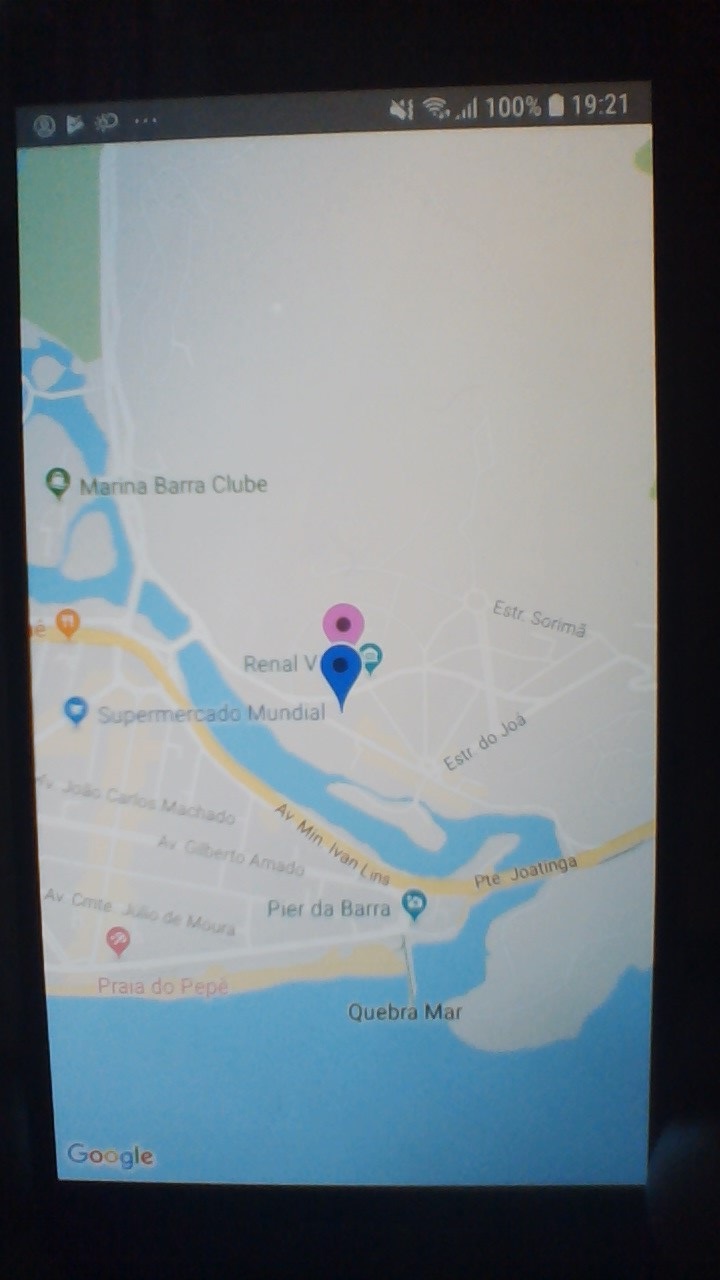 100% 19:21
Marina Barra Clube
Estr. Sorimã
Renal V
Supermercado Mundial
Estr. do Joá
Av. João Carlos Machado
Av. Min. Ivan Lins
Av. Gilberto Amado
Pte. Joatinga
Av. Cmte. Júlio de Moura
Pier da Barra
Praia do Pepê
Quebra Mar
Google